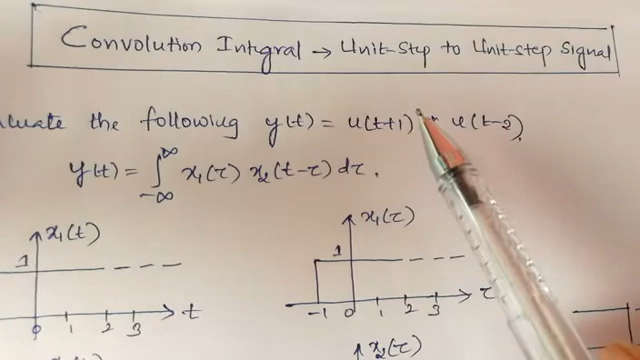 Convolution Integral → Unit-Step to Unit-step Signal
the following y(t) = u(t+1) * u(t-2).
y(t) = ∫_{-∞}^{∞} x₁(τ) x₂(t-τ) dτ.
x₁(t)
1
0 1 2 3 t
x₁(τ)
1
-1 0 1 2 3 τ
x₂(τ)